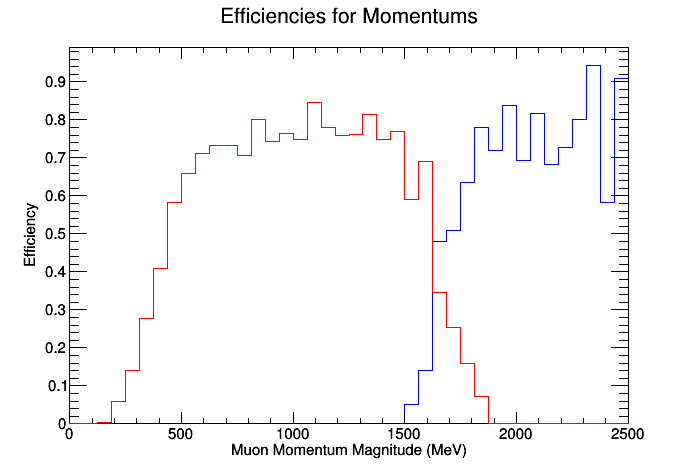 Efficiencies for Momentums
Efficiency
0.9
0.8
0.7
0.6
0.5
0.4
0.3
0.2
0.1
0
0 500 1000 1500 2000 2500
Muon Momentum Magnitude (MeV)